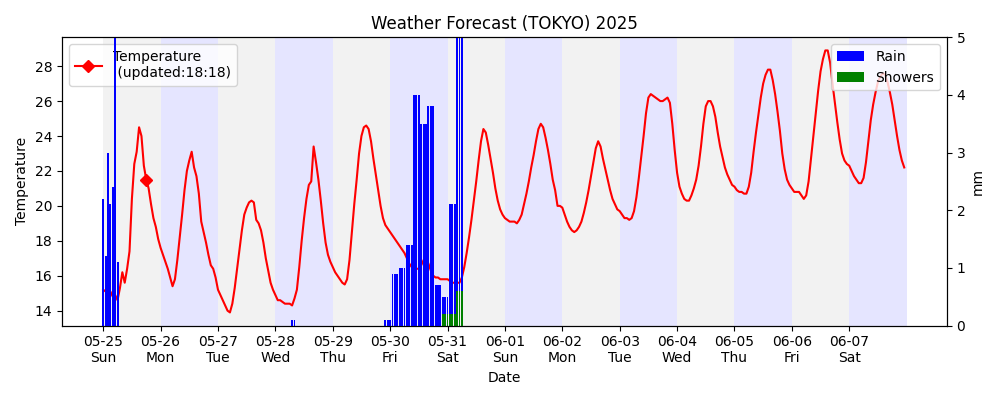 Weather Forecast (TOKYO) 2025
Temperature
(updated:18:18)
Rain
Showers
Temperature
28
26
24
22
20
18
16
14
5
4
3
2
1
0
mm
05-25 05-26 05-27 05-28 05-29 05-30 05-31 06-01 06-02 06-03 06-04 06-05 06-06 06-07
Sun Mon Tue Wed Thu Fri Sat Sun Mon Tue Wed Thu Fri Sat
Date